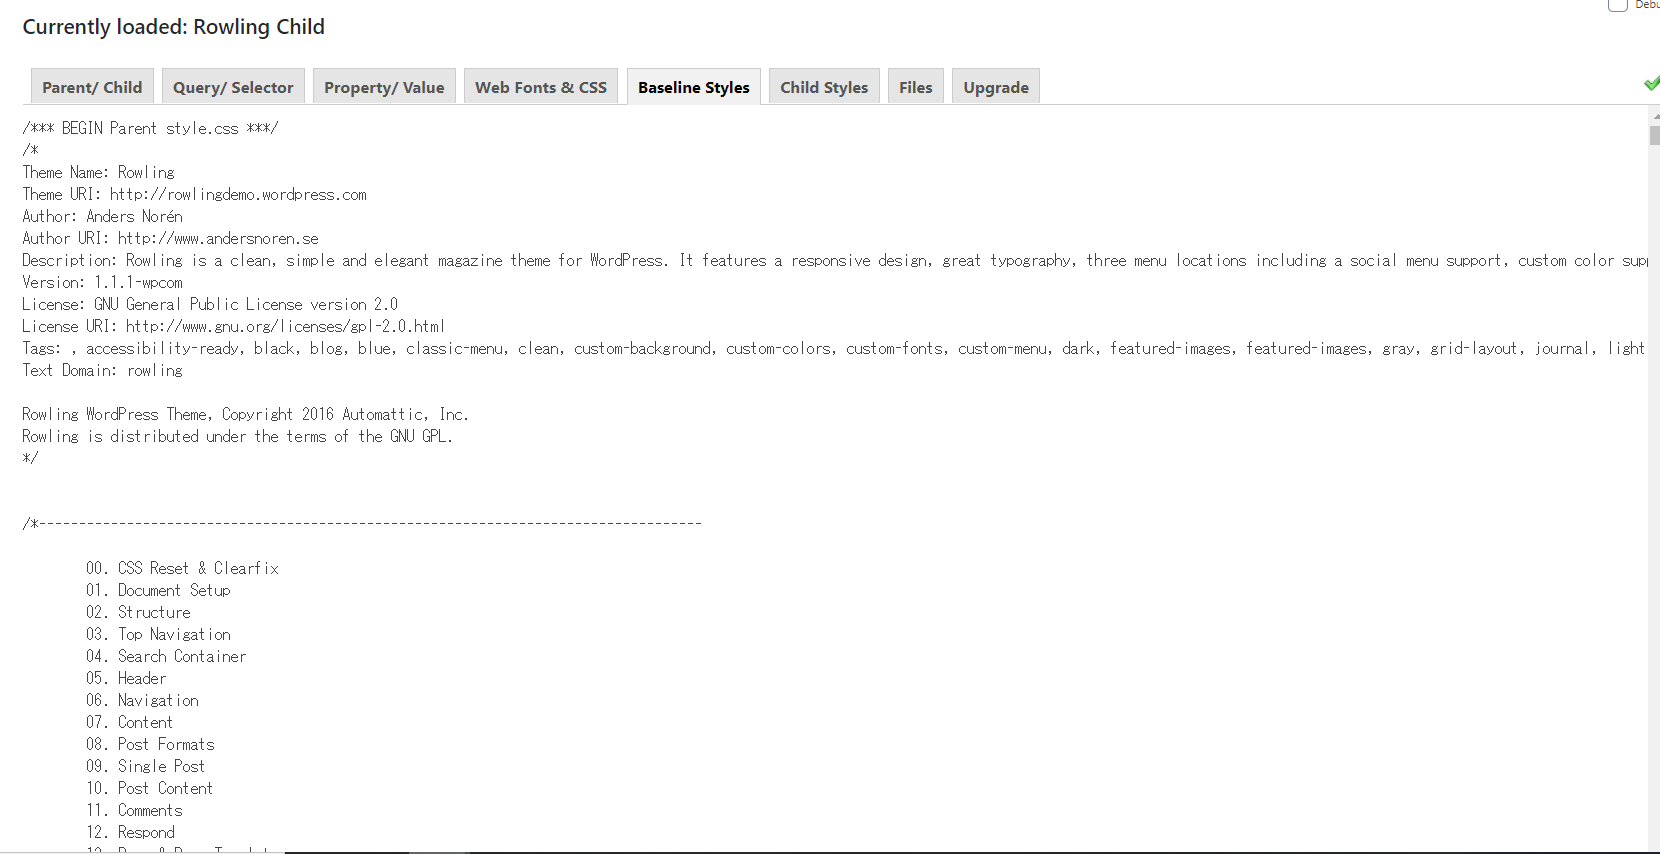 Debu
Currently loaded: Rowling Child
Parent/ Child
Query/ Selector
Property/ Value
Web Fonts & CSS
Baseline Styles
Child Styles
Files
Upgrade
/*** BEGIN Parent style.css ***/
/*
Theme Name: Rowling
Theme URI: http://rowlingdemo.wordpress.com
Author: Anders Norén
Author URI: http://www.andersnoren.se
Description: Rowling is a clean, simple and elegant magazine theme for WordPress. It features a responsive design, great typography, three menu locations including a social menu support, custom color sup
Version: 1.1.1-wpcom
License: GNU General Public License version 2.0
License URI: http://www.gnu.org/licenses/gpl-2.0.html
Tags: , accessibility-ready, black, blog, blue, classic-menu, clean, custom-background, custom-colors, custom-fonts, custom-menu, dark, featured-images, featured-images, gray, grid-layout, journal, light
Text Domain: rowling
Rowling WordPress Theme, Copyright 2016 Automattic, Inc.
Rowling is distributed under the terms of the GNU GPL.
*/
/*-----------------------------------------------------------------------------------
00. CSS Reset & Clearfix
01. Document Setup
02. Structure
03. Top Navigation
04. Search Container
05. Header
06. Navigation
07. Content
08. Post Formats
09. Single Post
10. Post Content
11. Comments
12. Respond